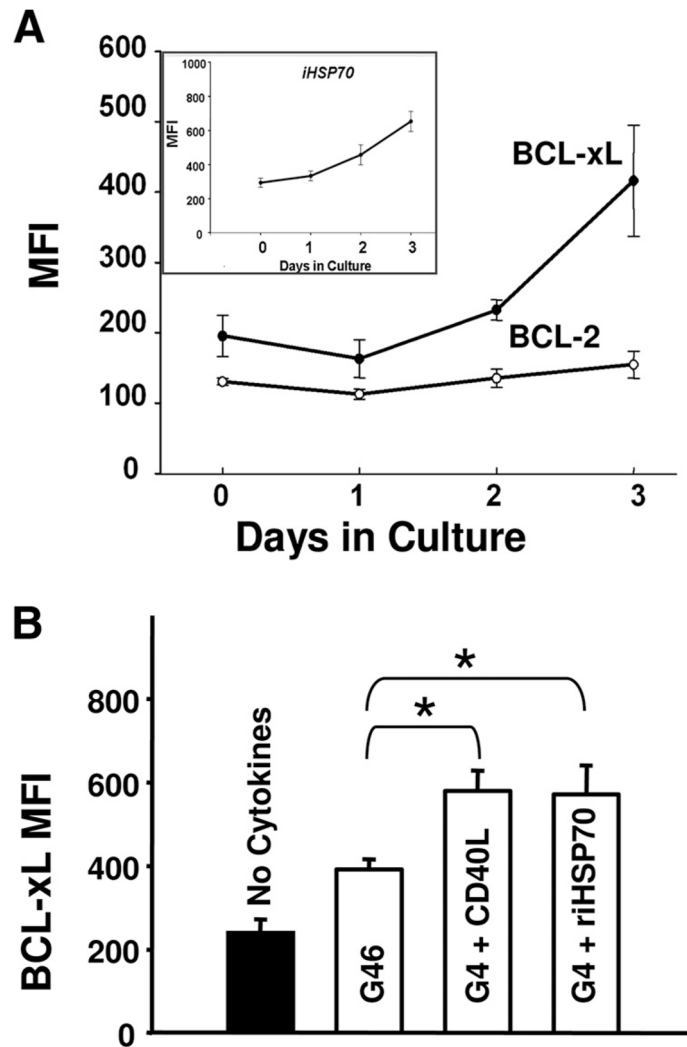 A
600
500
400
300
200
100
0
MFI
0 1 2 3
Days in Culture
BCL-xL
BCL-2
iHSP70
1000
800
600
400
200
0
MFI
0 1 2 3
Days in Culture
B
800
600
400
200
0
BCL-xL MFI
No Cytokines
G46
G4 + CD40L
G4 + riHSP70
*
*